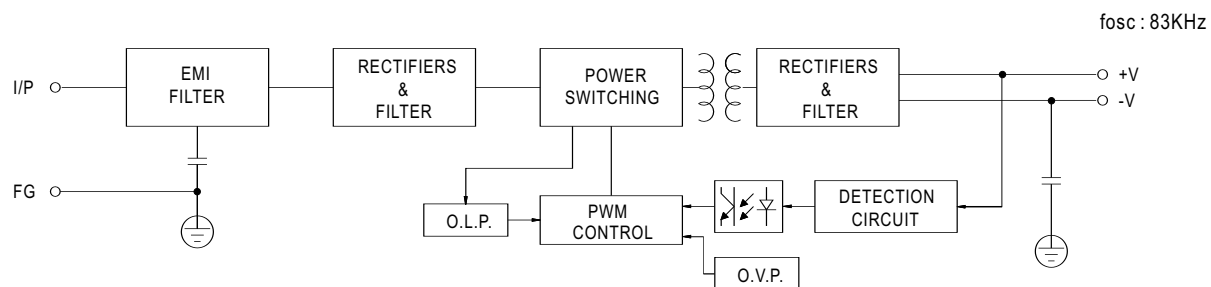 fosc : 83KHz
I/P
EMI
FILTER
RECTIFIERS
&
FILTER
POWER
SWITCHING
RECTIFIERS
&
FILTER
+V
-V
FG
O.L.P.
PWM
CONTROL
DETECTION
CIRCUIT
O.V.P.